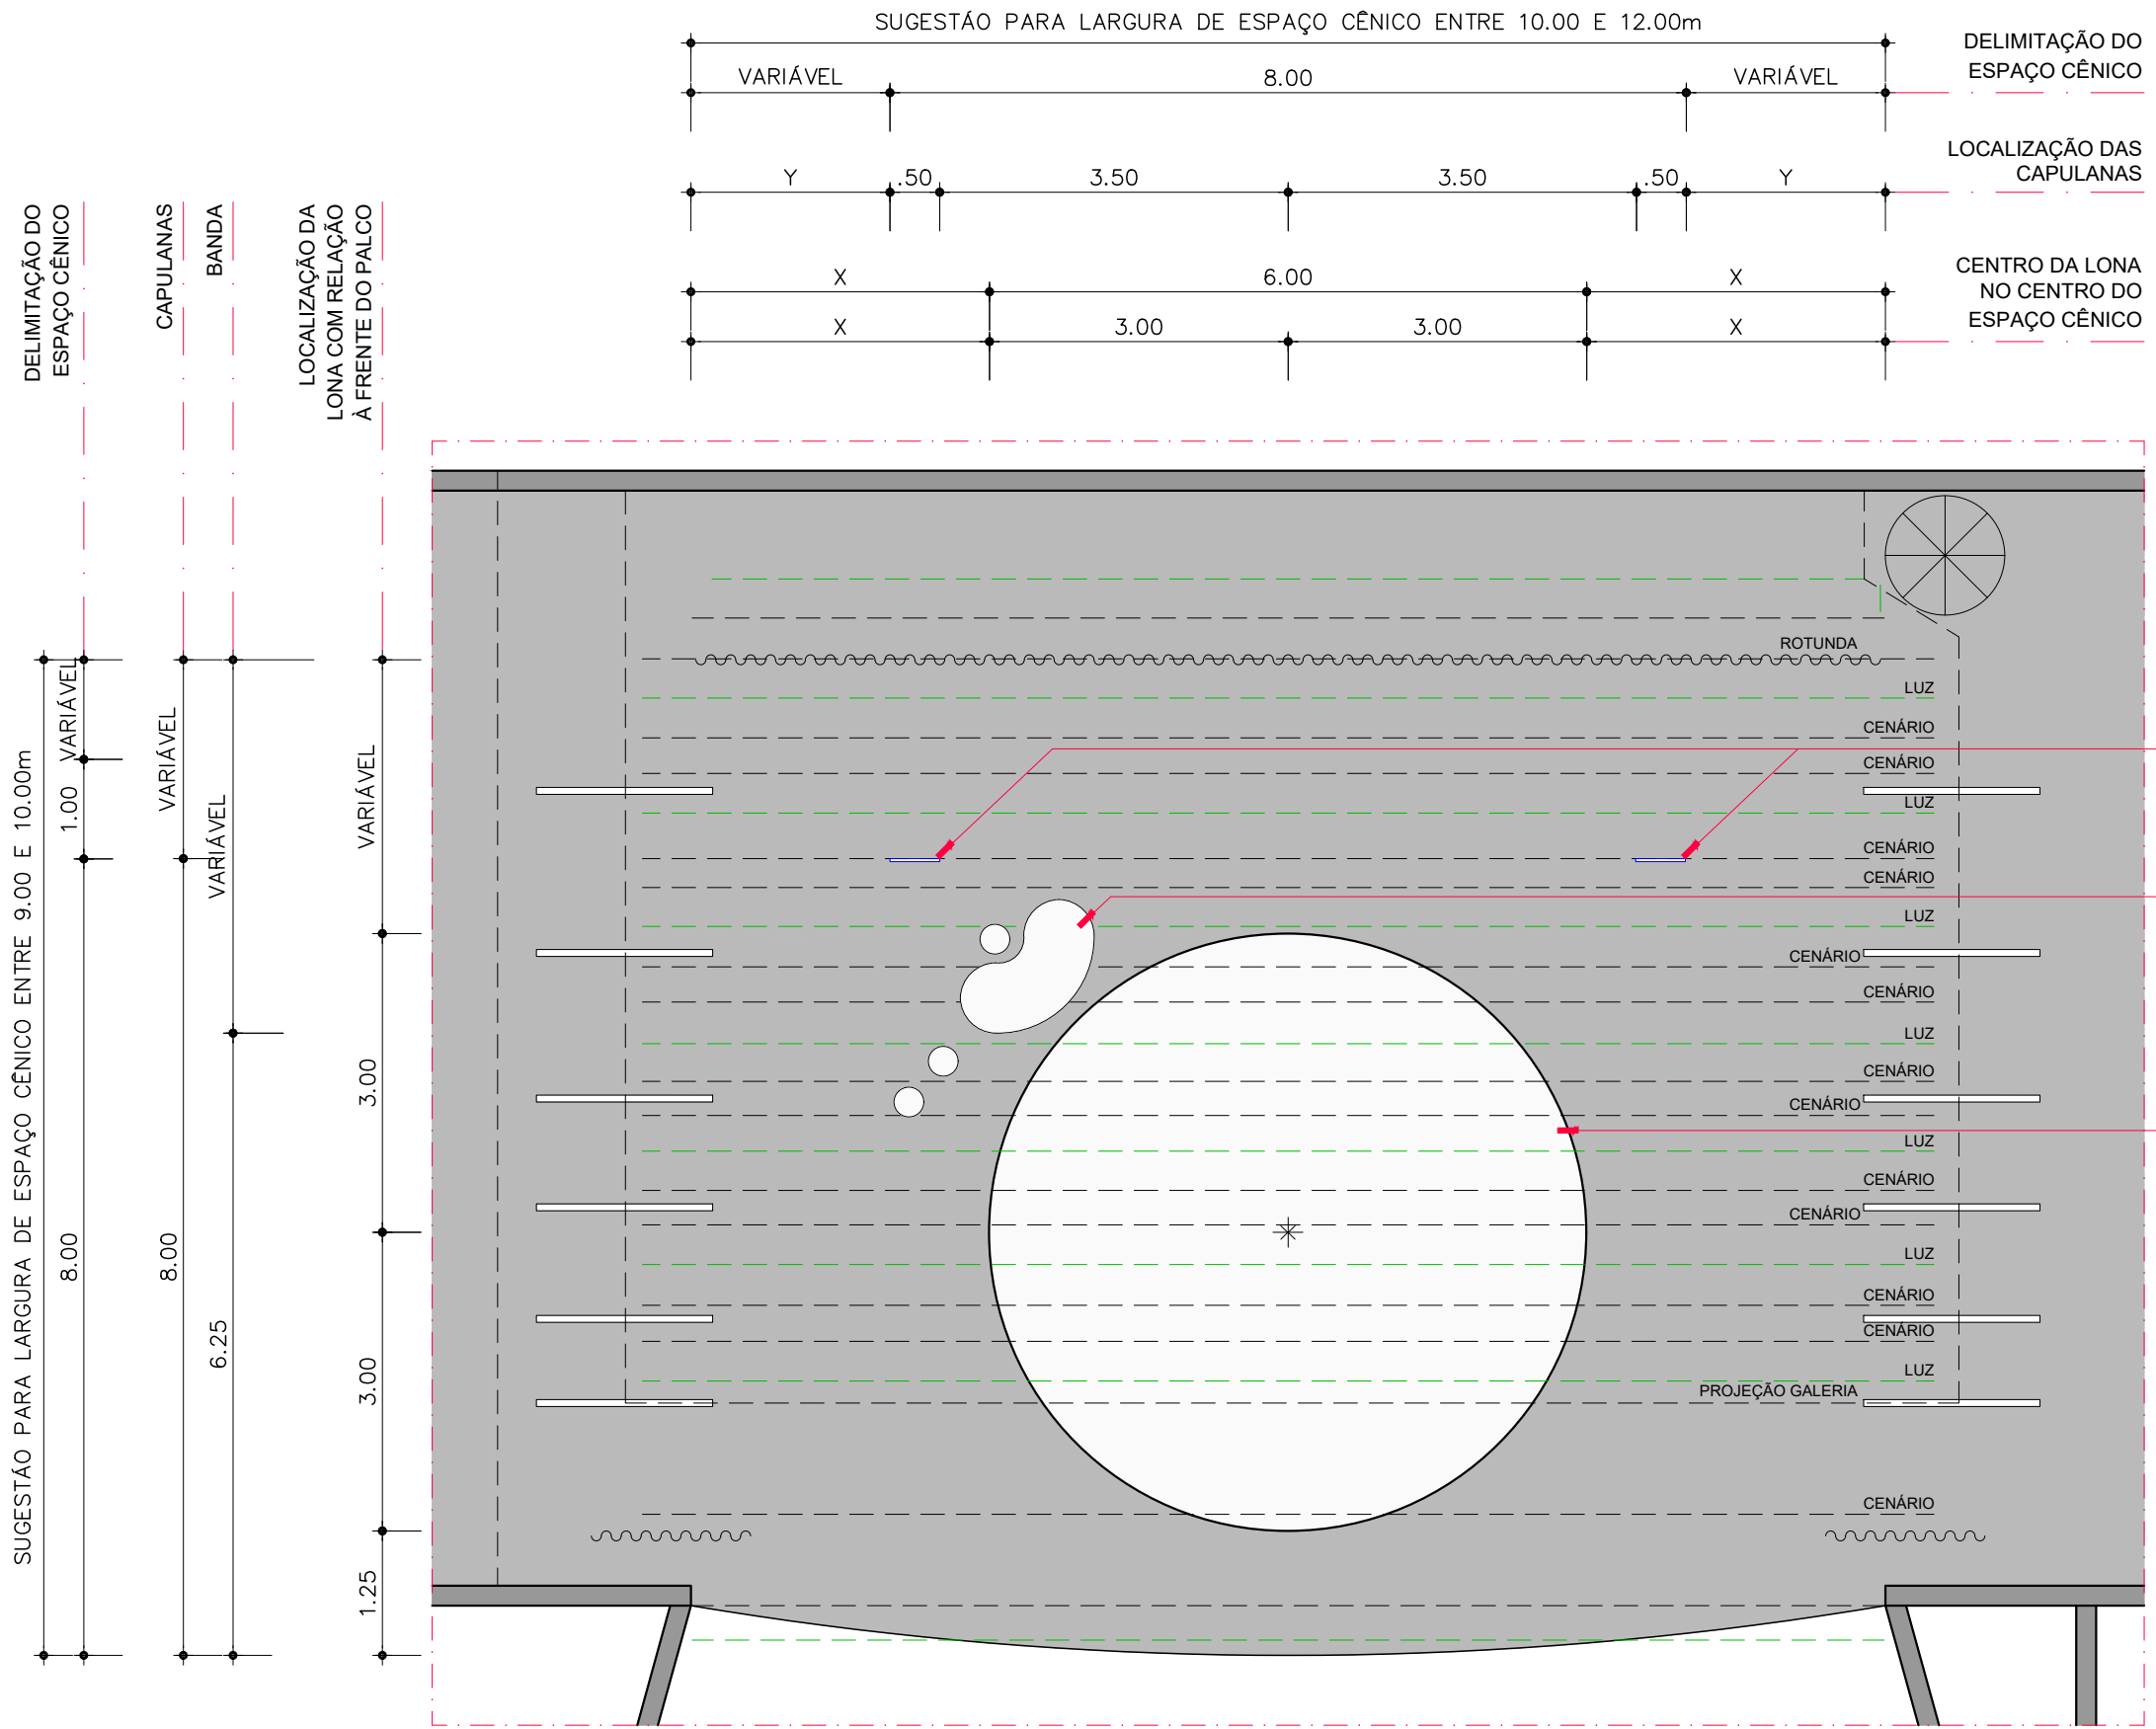 SUGESTÁO PARA LARGURA DE ESPAÇO CÊNICO ENTRE 10.00 E 12.00m
DELIMITAÇÃO DO
ESPAÇO CÊNICO
VARIÁVEL
8.00
VARIÁVEL
LOCALIZAÇÃO DAS
CAPULANAS
Y
.50
3.50
3.50
.50
Y
CENTRO DA LONA
NO CENTRO DO
ESPAÇO CÊNICO
X
6.00
X
X
3.00
3.00
X
DELIMITAÇÃO DO
ESPAÇO CÊNICO
CAPULANAS
BANDA
LOCALIZAÇÃO DA
LONA COM RELAÇÃO
À FRENTE DO PALCO
SUGESTÁO PARA LARGURA DE ESPAÇO CÊNICO ENTRE 9.00 E 10.00m
VARIÁVEL
1.00
8.00
VARIÁVEL
8.00
VARIÁVEL
6.25
VARIÁVEL
3.00
3.00
1.25
ROTUNDA
LUZ
CENÁRIO
CENÁRIO
LUZ
CENÁRIO
CENÁRIO
LUZ
CENÁRIO
CENÁRIO
LUZ
CENÁRIO
CENÁRIO
LUZ
CENÁRIO
CENÁRIO
LUZ
CENÁRIO
CENÁRIO
LUZ
PROJEÇÃO GALERIA
CENÁRIO